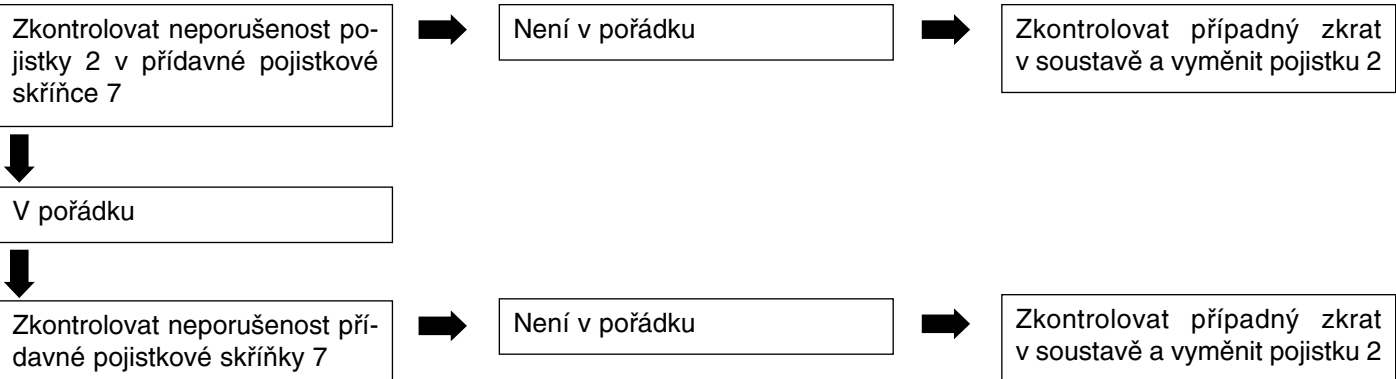 Zkontrolovat neporušenost po-
jistky 2 v přídavné pojistkové
skříňce 7
Není v pořádku
Zkontrolovat případný zkrat
v soustavě a vyměnit pojistku 2
V pořádku
Zkontrolovat neporušenost pří-
davné pojistkové skříňky 7
Není v pořádku
Zkontrolovat případný zkrat
v soustavě a vyměnit pojistku 2